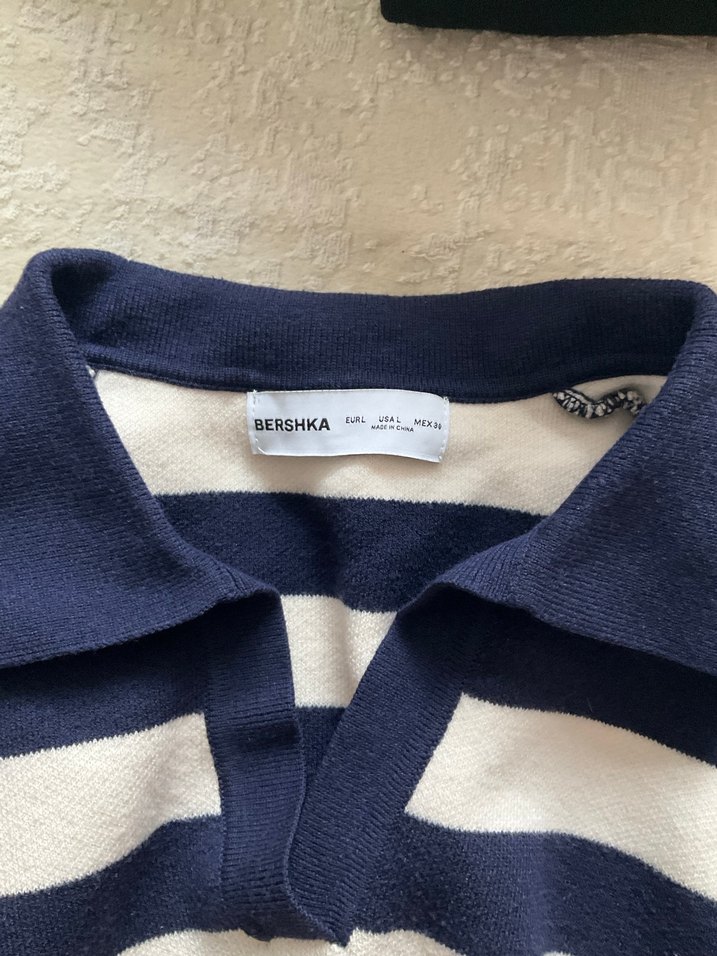 BERSHKA EUR L USA L MEX 30
MADE IN CHINA